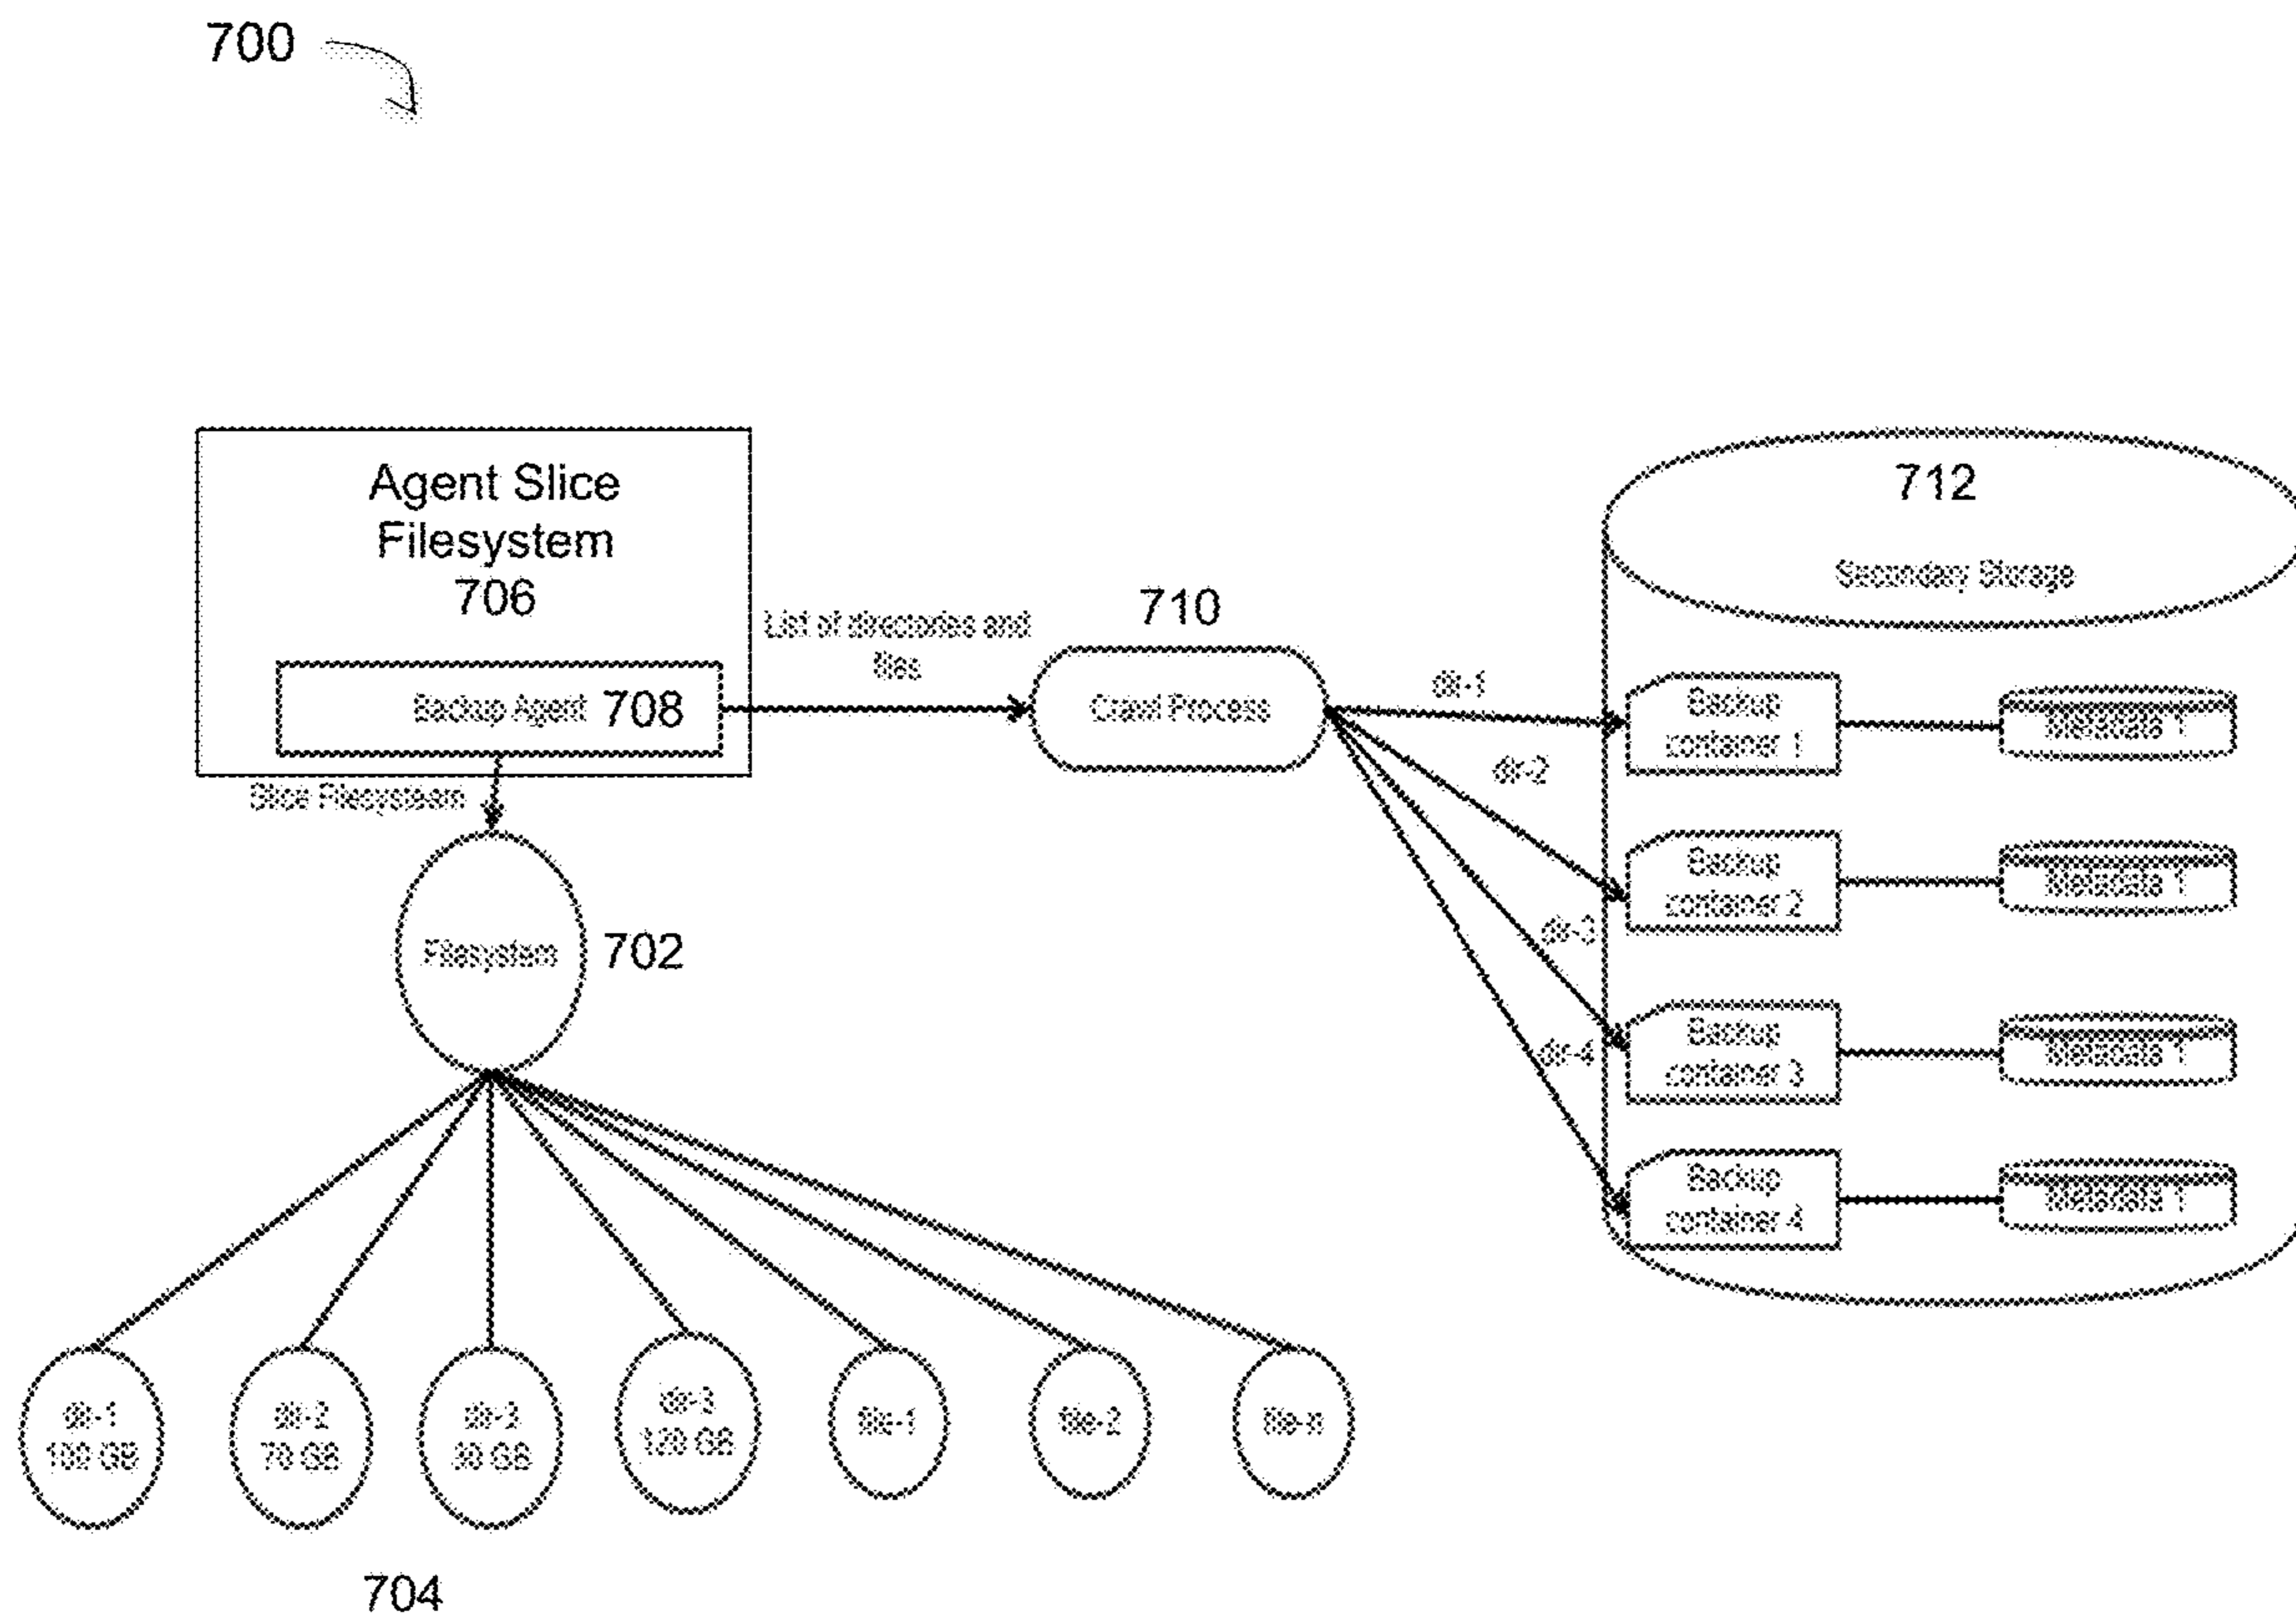 700
Agent Slice
Filesystem
706
Backup Agent 708
List of directories and
files
Slice Filesystem
Filesystem
702
710
Crawl Process
dir-1
dir-2
dir-3
dir-4
712
Secondary Storage
Backup
container 1
Metadata 1
Backup
container 2
Metadata 1
Backup
container 3
Metadata 1
Backup
container 4
Metadata 1
dir-1
100 GB
dir-2
70 GB
GB
dir-3
120 GB
file-1
file-2
file-n
704